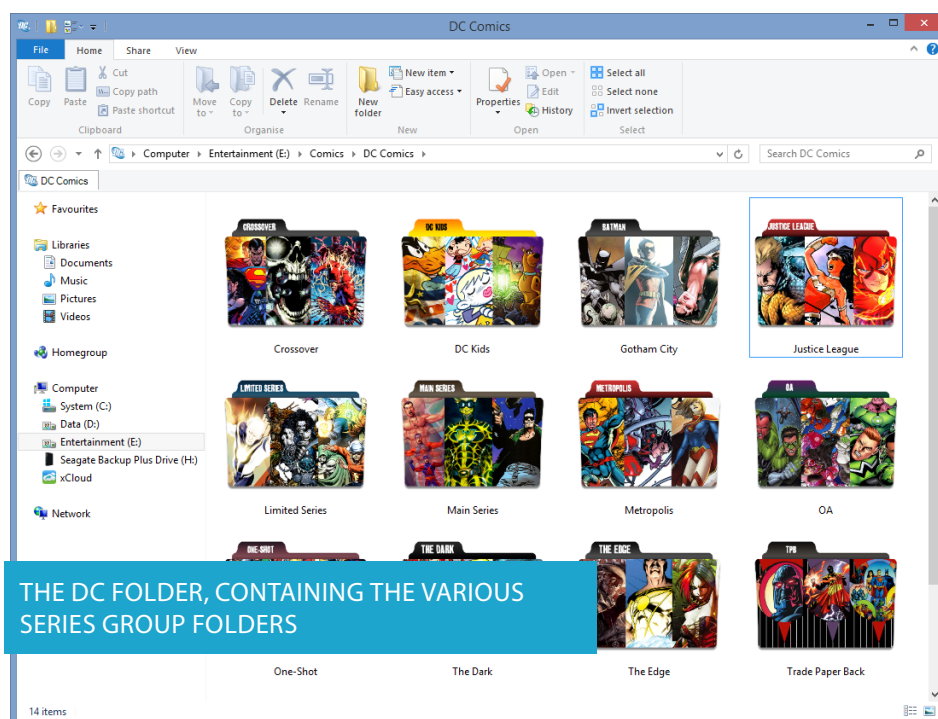 DC Comics
File Home Share View
Copy Paste Cut Copy path Paste shortcut
Move to Copy to Delete Rename New folder
New item Easy access Properties Open Edit History
Select all Select none Invert selection
Clipboard Organise New Open Select
Computer Entertainment (E:) Comics DC Comics Search DC Comics
DC Comics
Favourites
Libraries
Documents
Music
Pictures
Videos
Homegroup
Computer
System (C:)
Data (D:)
Entertainment (E:)
Seagate Backup Plus Drive (H:)
xCloud
Network
CROSSOVER DC KIDS BATMAN JUSTICE LEAGUE
Crossover DC Kids Gotham City Justice League
LIMITED SERIES MAIN SERIES METROPOLIS OA
Limited Series Main Series Metropolis OA
ONE-SHOT THE DARK THE EDGE TPB
THE DC FOLDER, CONTAINING THE VARIOUS
SERIES GROUP FOLDERS
One-Shot The Dark The Edge Trade Paper Back
14 items